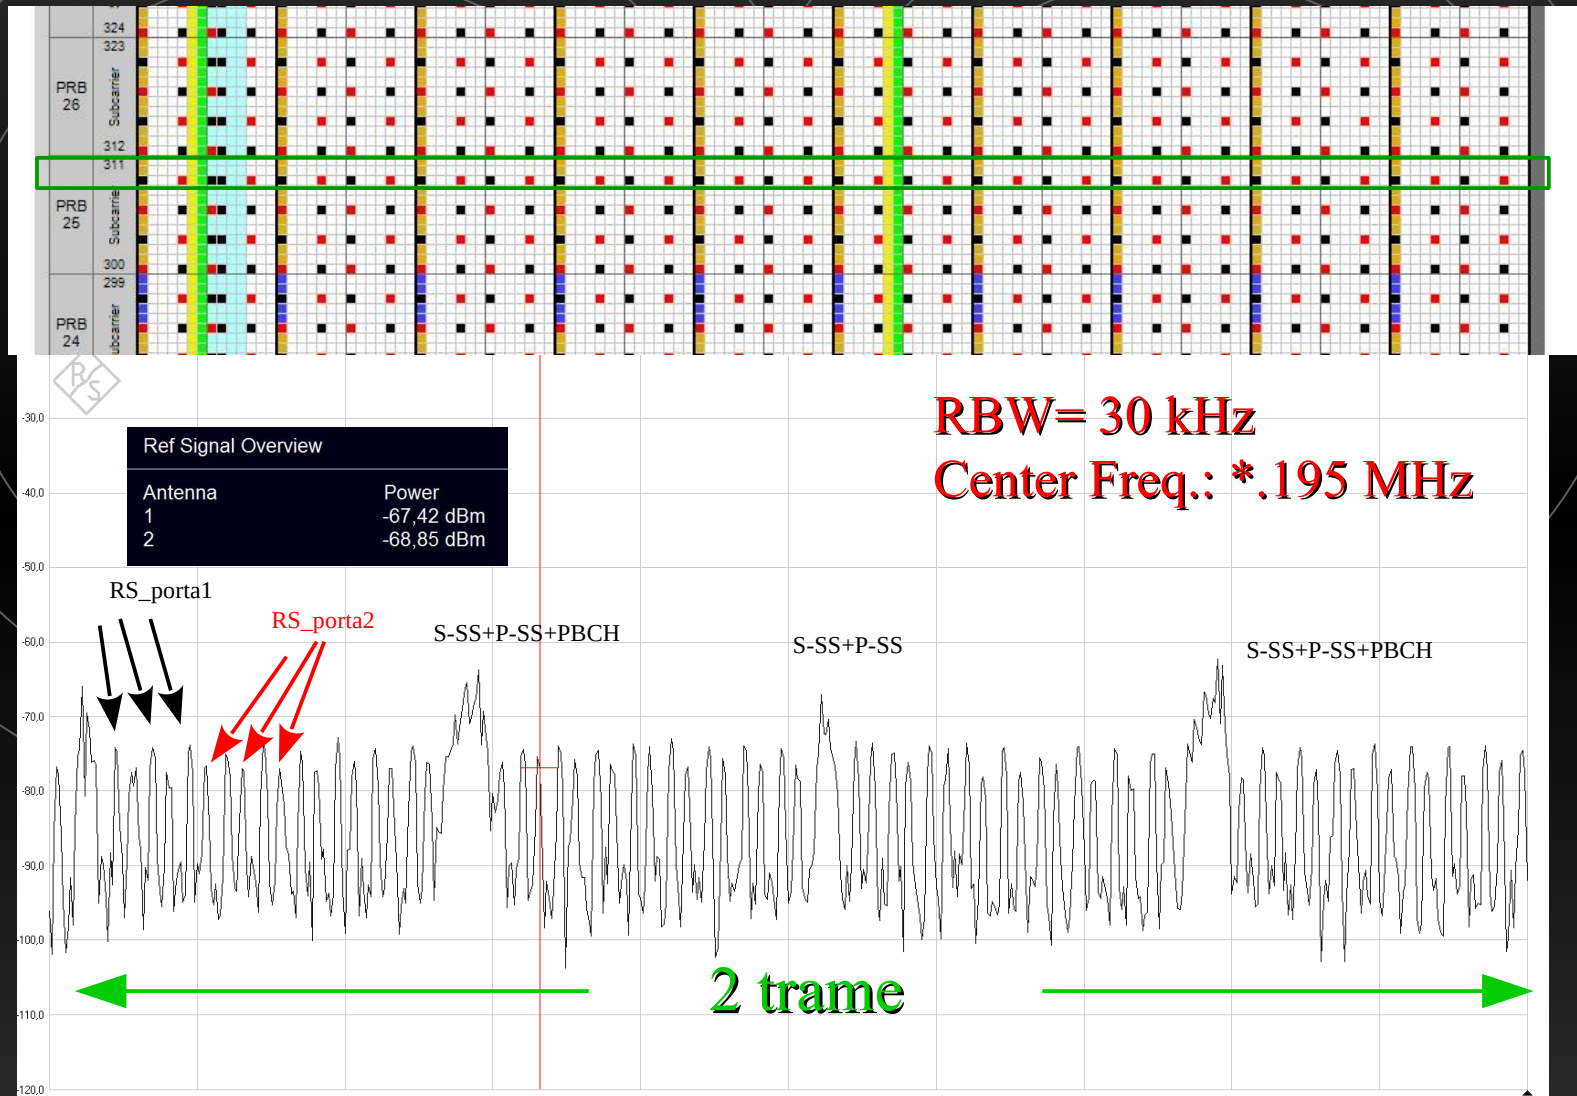 324
323
PRB
26
Subcarrier
312
311
PRB
25
Subcarrier
300
299
PRB
24
ubcarrier
R
S
RBW= 30 kHz
Center Freq.: *.195 MHz
Ref Signal Overview
Antenna Power
1 -67,42 dBm
2 -68,85 dBm
RS_porta1
RS_porta2
S-SS+P-SS+PBCH
S-SS+P-SS
S-SS+P-SS+PBCH
-30,0
-40,0
-50,0
-60,0
-70,0
-80,0
-90,0
-100,0
-110,0
-120,0
2 trame